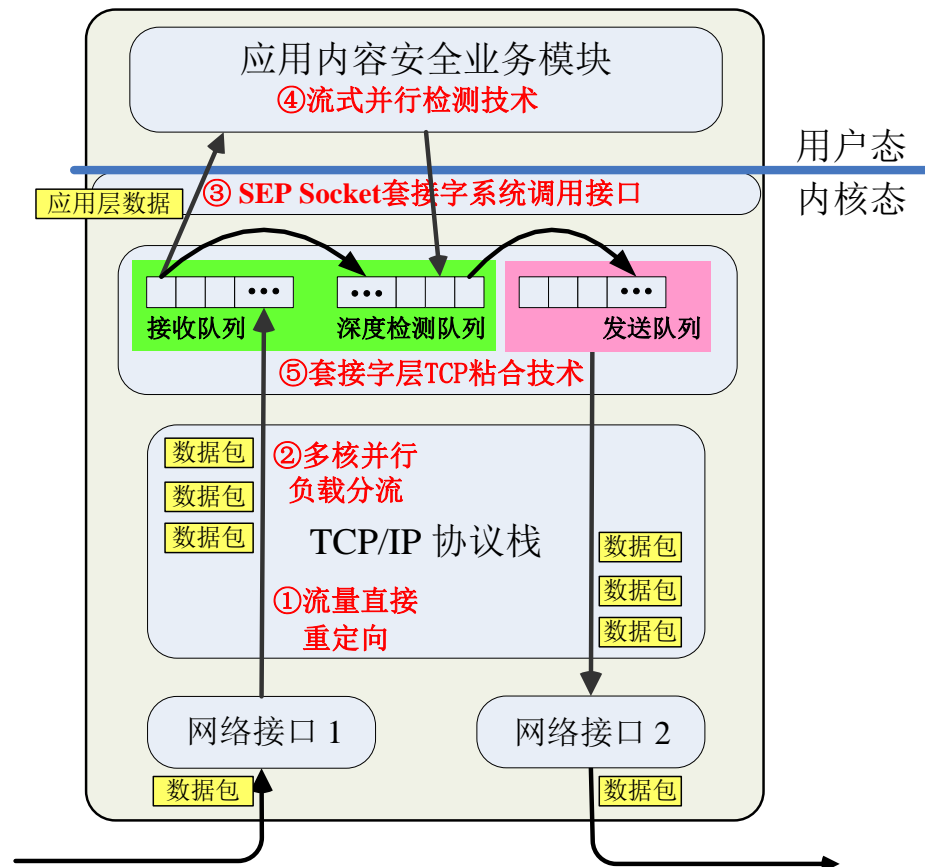 应用内容安全业务模块
④流式并行检测技术
用户态
③ SEP Socket套接字系统调用接口
应用层数据
内核态
•••
•••
•••
接收队列
深度检测队列
发送队列
⑤套接字层TCP粘合技术
数据包
②多核并行
负载分流
数据包
数据包
TCP/IP 协议栈
数据包
数据包
①流量直接
重定向
数据包
网络接口 1
网络接口 2
数据包
数据包